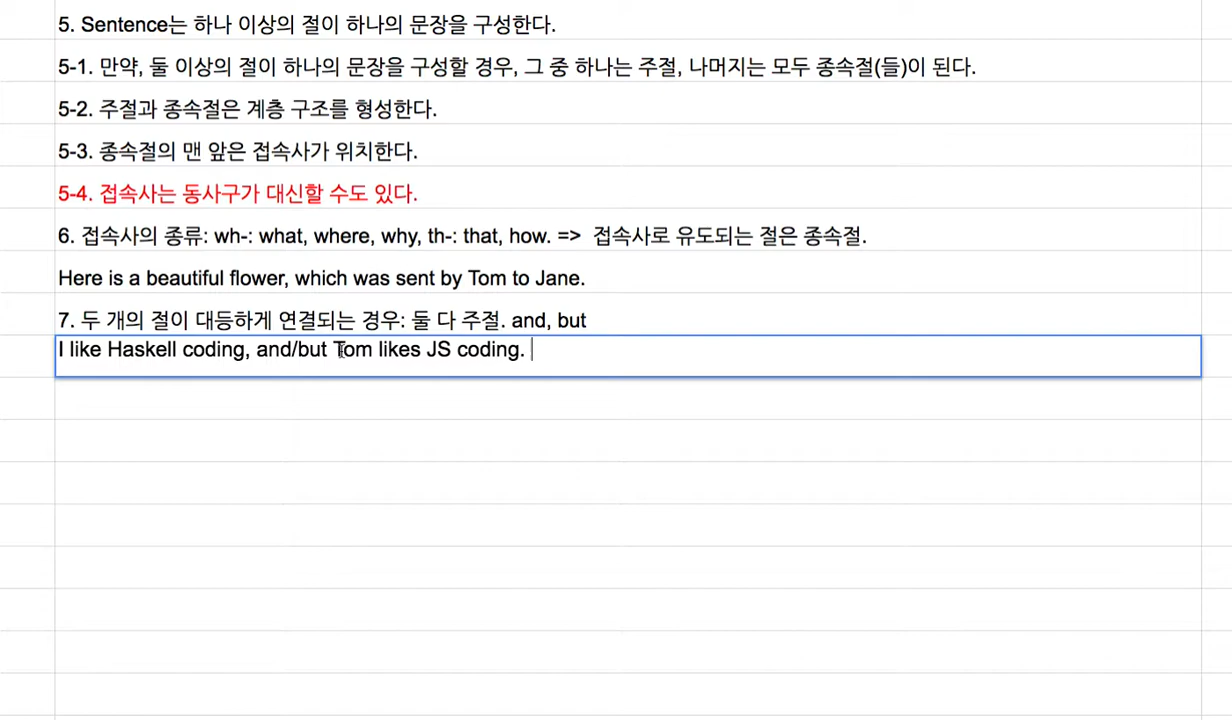 5. Sentence는 하나 이상의 절이 하나의 문장을 구성한다.
5-1. 만약, 둘 이상의 절이 하나의 문장을 구성할 경우, 그 중 하나는 주절, 나머지는 모두 종속절(들)이 된다.
5-2. 주절과 종속절은 계층 구조를 형성한다.
5-3. 종속절의 맨 앞은 접속사가 위치한다.
5-4. 접속사는 동사구가 대신할 수도 있다.
6. 접속사의 종류: wh-: what, where, why, th-: that, how. => 접속사로 유도되는 절은 종속절.
Here is a beautiful flower, which was sent by Tom to Jane.
7. 두 개의 절이 대등하게 연결되는 경우: 둘 다 주절. and, but
I like Haskell coding, and/but Tom likes JS coding.